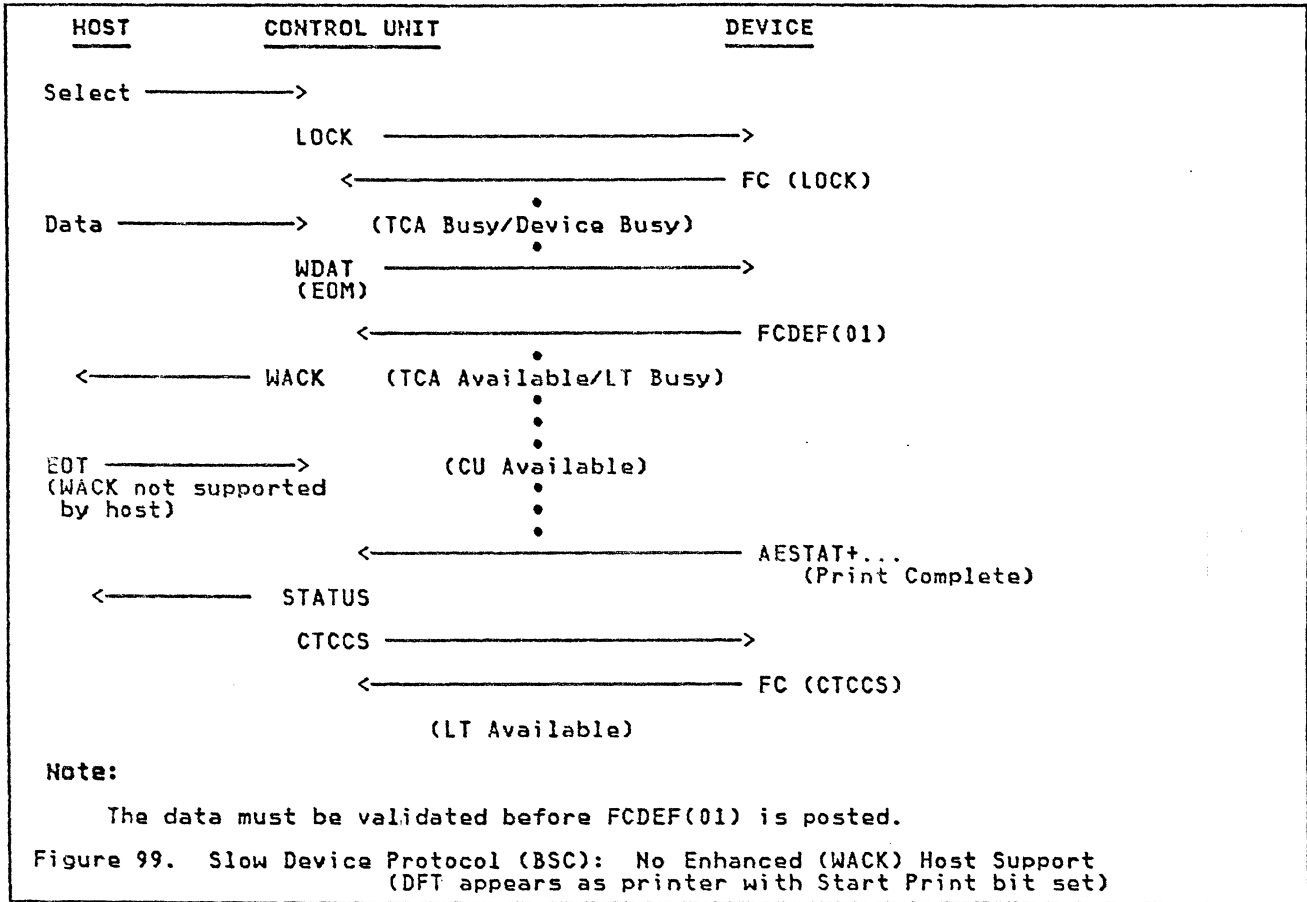 HOST CONTROL UNIT DEVICE
Select ————————>
LOCK ————————————————>
<———————————————— FC (LOCK)
Data ————————> (TCA Busy/Device Busy)
WDAT ————————————————>
(EOM)
<———————————————— FCDEF(01)
<———————— WACK (TCA Available/LT Busy)
EOT ————————> (CU Available)
(WACK not supported
by host)
<———————————————— AESTAT+...
(Print Complete)
<———————— STATUS
CTCCS ————————————————>
<———————————————— FC (CTCCS)
(LT Available)
Note:
The data must be validated before FCDEF(01) is posted.
Figure 99. Slow Device Protocol (BSC): No Enhanced (WACK) Host Support
(DFT appears as printer with Start Print bit set)